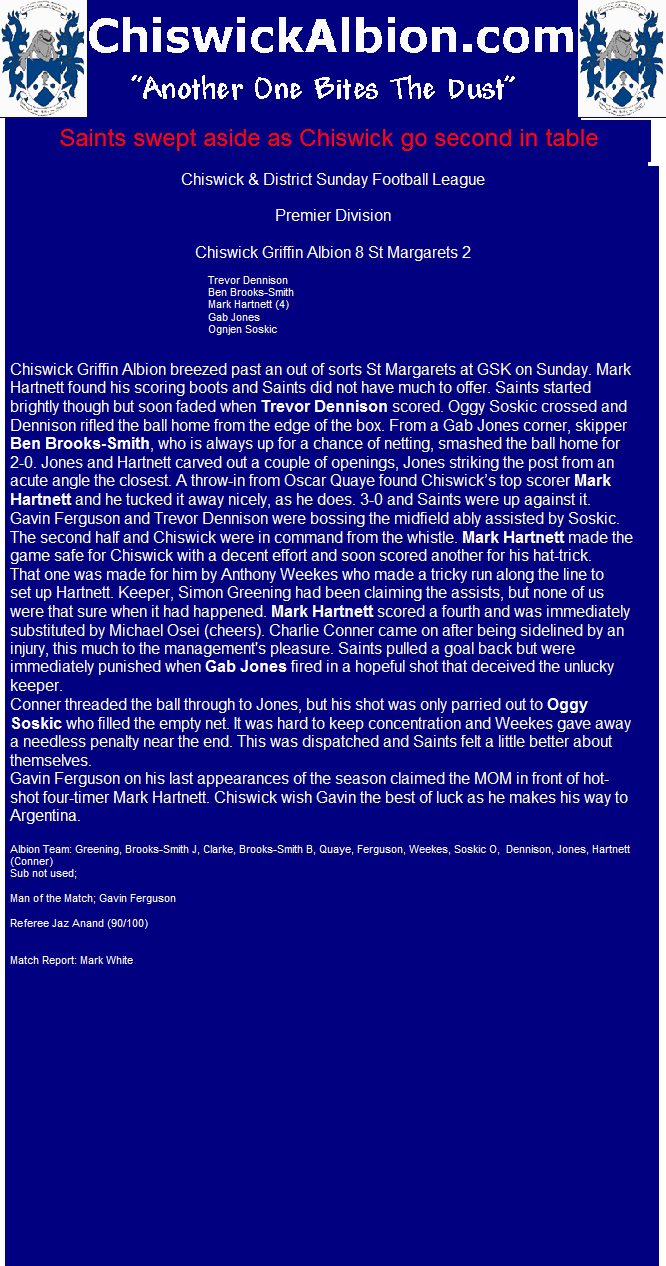 ChiswickAlbion.com
“Another One Bites The Dust”
Saints swept aside as Chiswick go second in table
Chiswick & District Sunday Football League
Premier Division
Chiswick Griffin Albion 8 St Margarets 2
Trevor Dennison
Ben Brooks-Smith
Mark Hartnett (4)
Gab Jones
Ognjen Soskic
Chiswick Griffin Albion breezed past an out of sorts St Margarets at GSK on Sunday. Mark
Hartnett found his scoring boots and Saints did not have much to offer. Saints started
brightly though but soon faded when Trevor Dennison scored. Oggy Soskic crossed and
Dennison rifled the ball home from the edge of the box. From a Gab Jones corner, skipper
Ben Brooks-Smith, who is always up for a chance of netting, smashed the ball home for
2-0. Jones and Hartnett carved out a couple of openings, Jones striking the post from an
acute angle the closest. A throw-in from Oscar Quaye found Chiswick’s top scorer Mark
Hartnett and he tucked it away nicely, as he does. 3-0 and Saints were up against it.
Gavin Ferguson and Trevor Dennison were bossing the midfield ably assisted by Soskic.
The second half and Chiswick were in command from the whistle. Mark Hartnett made the
game safe for Chiswick with a decent effort and soon scored another for his hat-trick.
That one was made for him by Anthony Weekes who made a tricky run along the line to
set up Hartnett. Keeper, Simon Greening had been claiming the assists, but none of us
were that sure when it had happened. Mark Hartnett scored a fourth and was immediately
substituted by Michael Osei (cheers). Charlie Conner came on after being sidelined by an
injury, this much to the management's pleasure. Saints pulled a goal back but were
immediately punished when Gab Jones fired in a hopeful shot that deceived the unlucky
keeper.
Conner threaded the ball through to Jones, but his shot was only parried out to Oggy
Soskic who filled the empty net. It was hard to keep concentration and Weekes gave away
a needless penalty near the end. This was dispatched and Saints felt a little better about
themselves.
Gavin Ferguson on his last appearances of the season claimed the MOM in front of hot-
shot four-timer Mark Hartnett. Chiswick wish Gavin the best of luck as he makes his way to
Argentina.
Albion Team: Greening, Brooks-Smith J, Clarke, Brooks-Smith B, Quaye, Ferguson, Weekes, Soskic O,  Dennison, Jones, Hartnett
(Conner)
Sub not used;
Man of the Match; Gavin Ferguson
Referee Jaz Anand (90/100)
Match Report: Mark White